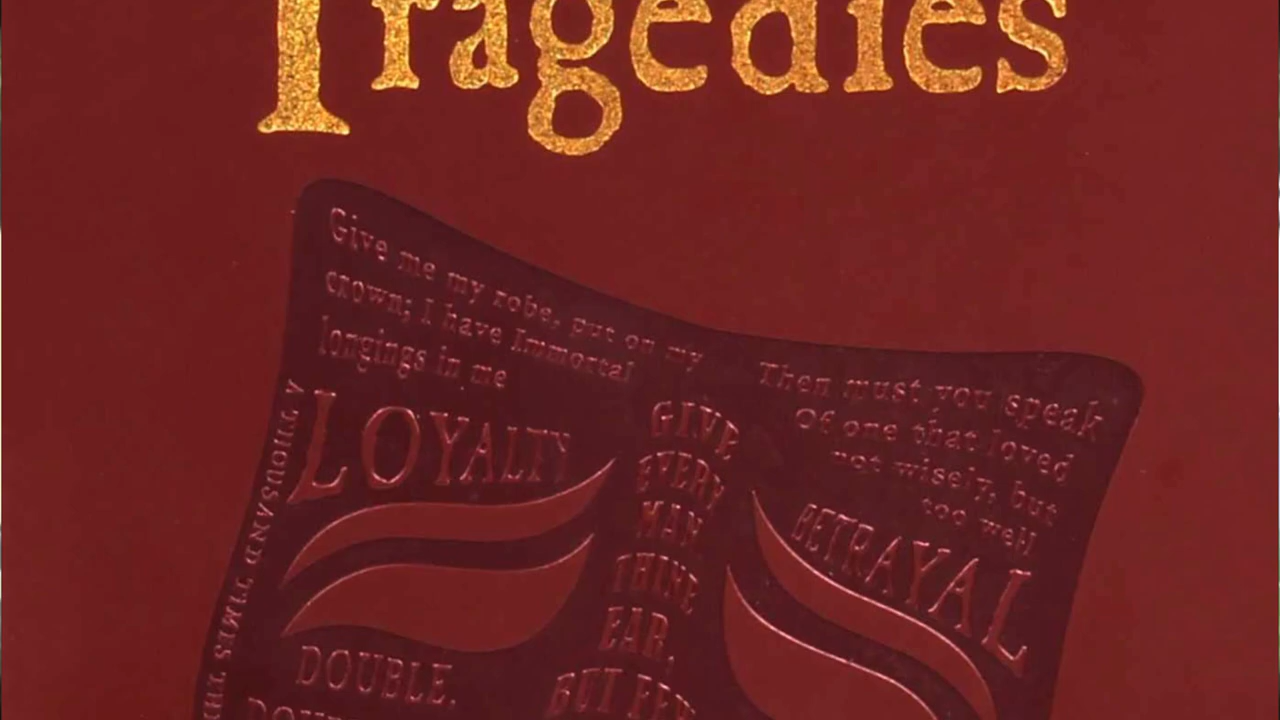 Tragedies
Give me my robe, put on my
crown; I have Immortal
longings in me
Then must you speak
Of one that loved
not wisely, but
too well
LOYALTY
GIVE
EVERY
MAN
THINE
EAR,
BUT FEW
BETRAYAL
A THOUSAND TIMES THE
DOUBLE,